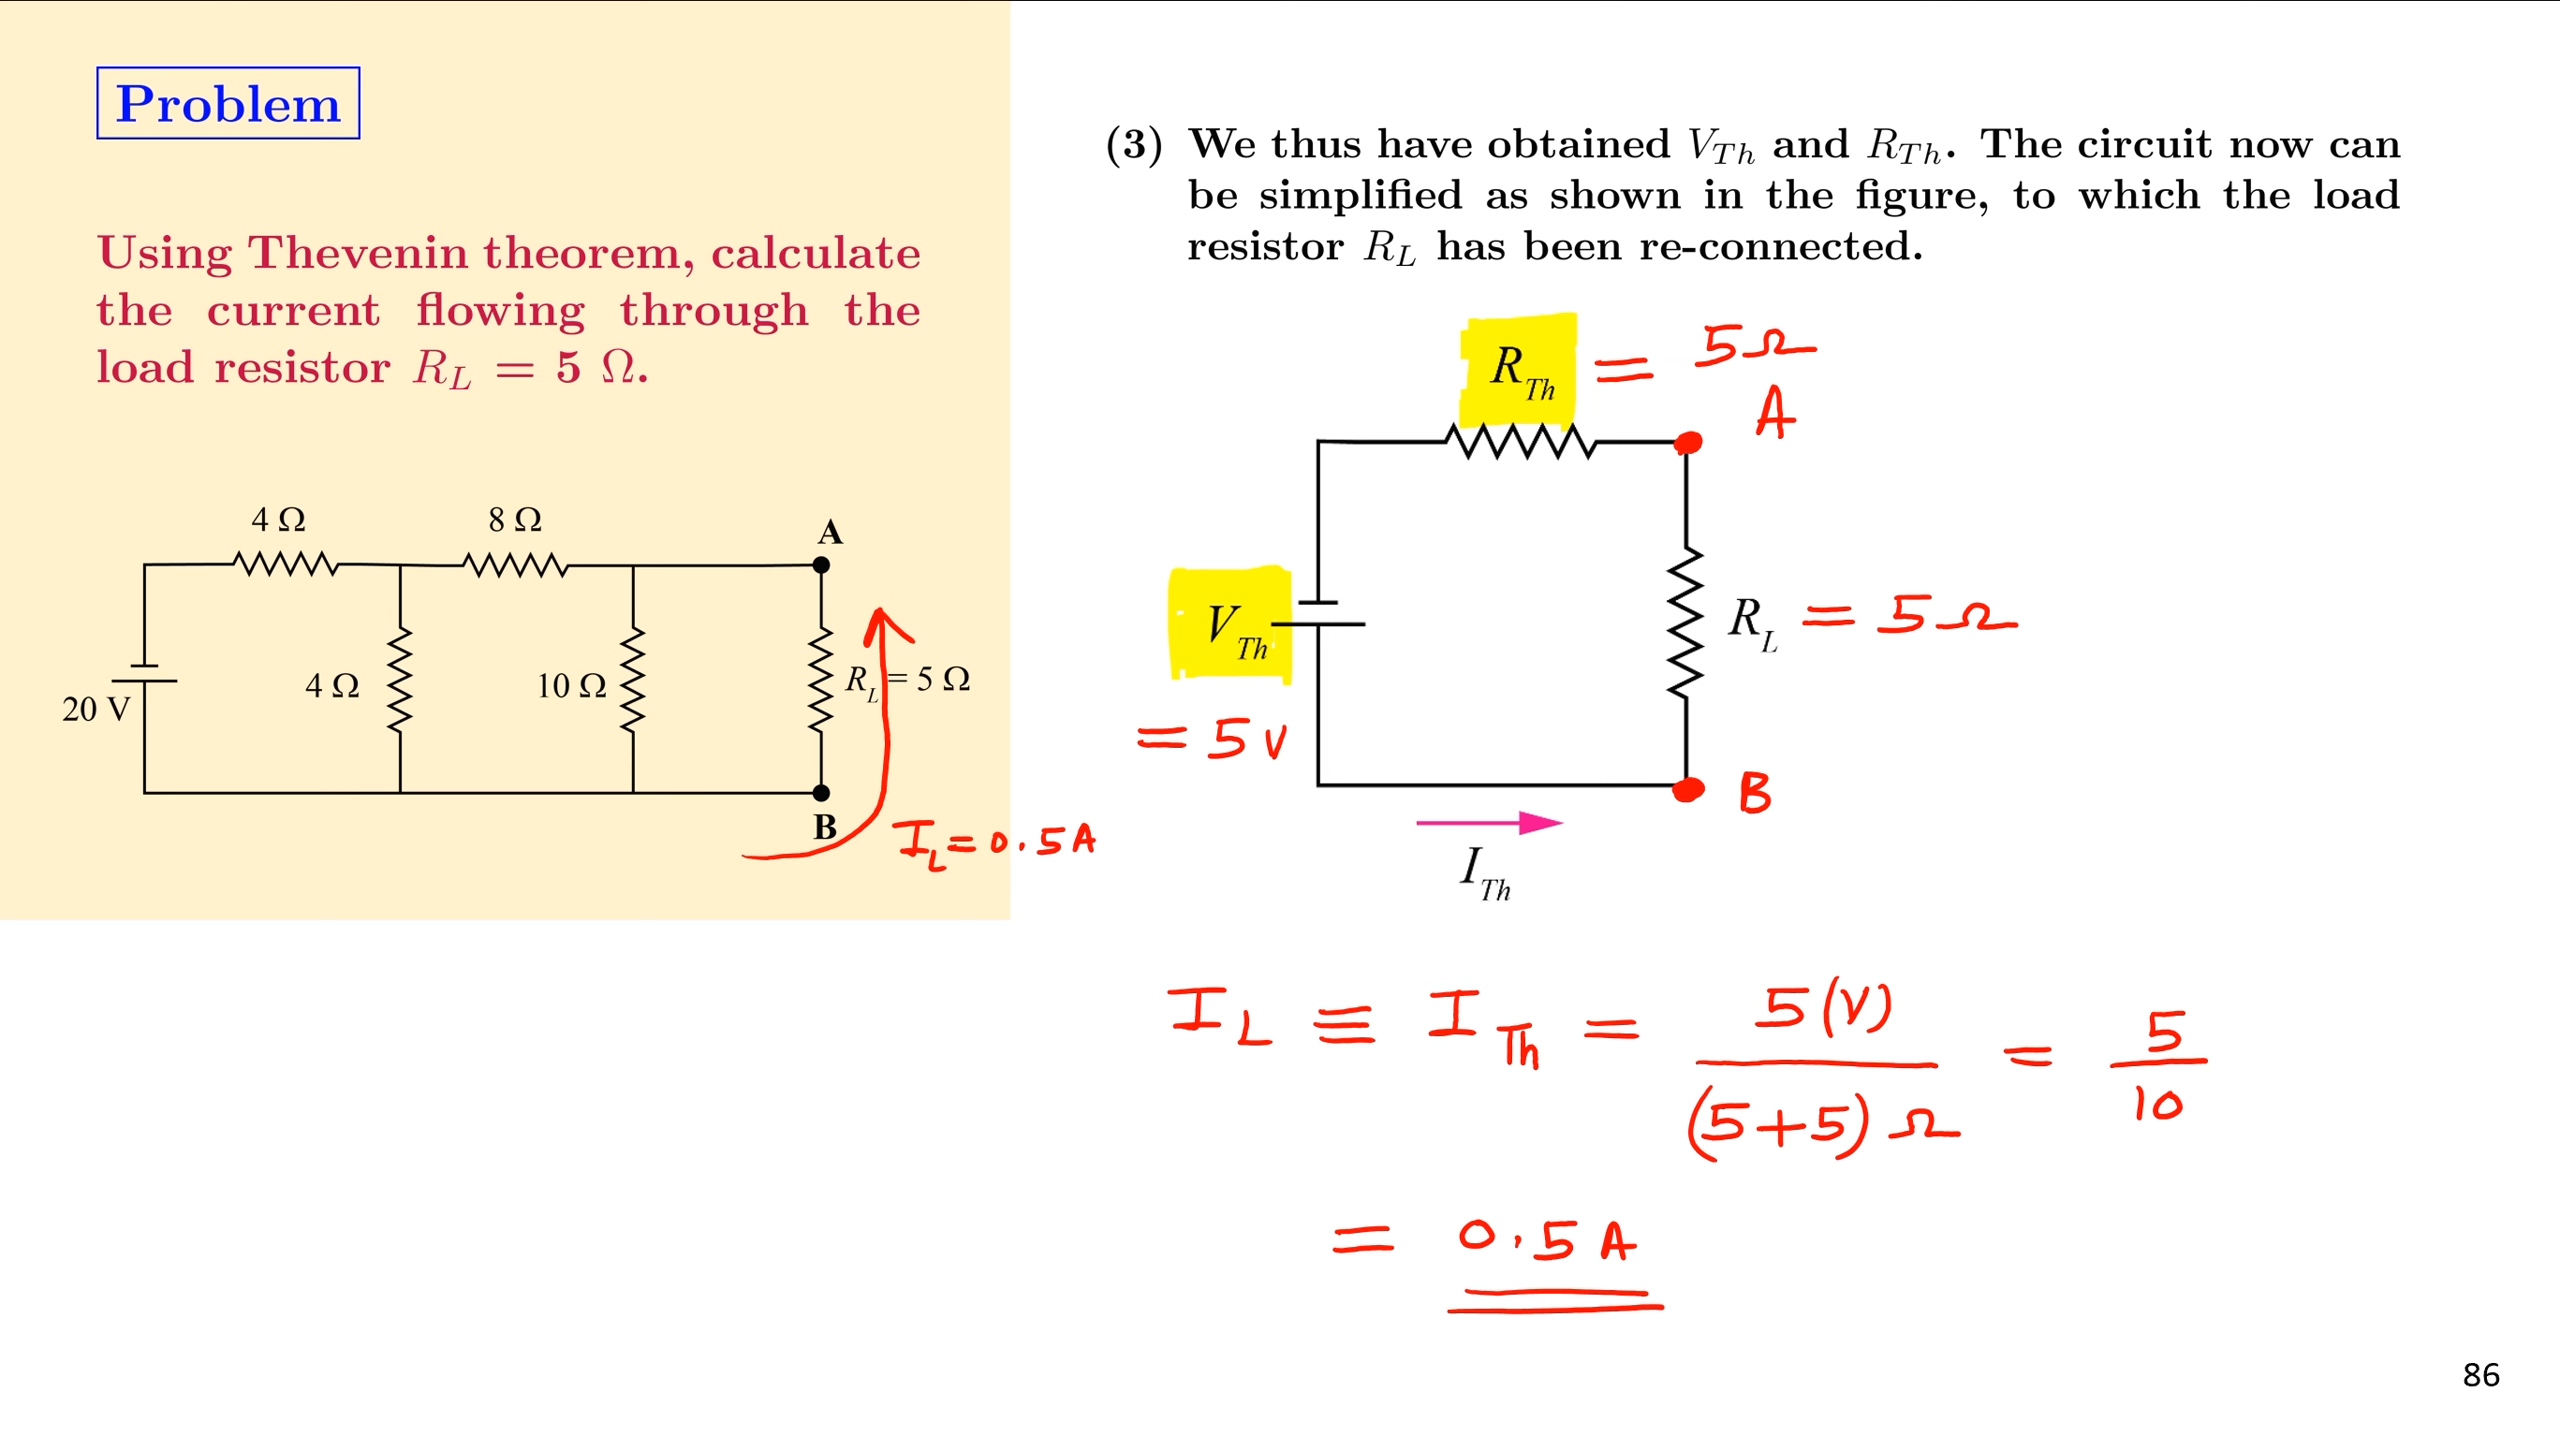 Problem
Using Thevenin theorem, calculate
the current flowing through the
load resistor R_L = 5 Ω.
4 Ω
8 Ω
A
20 V
4 Ω
10 Ω
R_L = 5 Ω
B
I_L = 0.5 A
(3) We thus have obtained V_Th and R_Th. The circuit now can
be simplified as shown in the figure, to which the load
resistor R_L has been re-connected.
R_Th = 5Ω
A
V_Th
= 5 V
R_L = 5Ω
B
I_Th
I_L ≡ I_Th = 5(V) / (5+5) Ω = 5 / 10
= 0.5 A
86